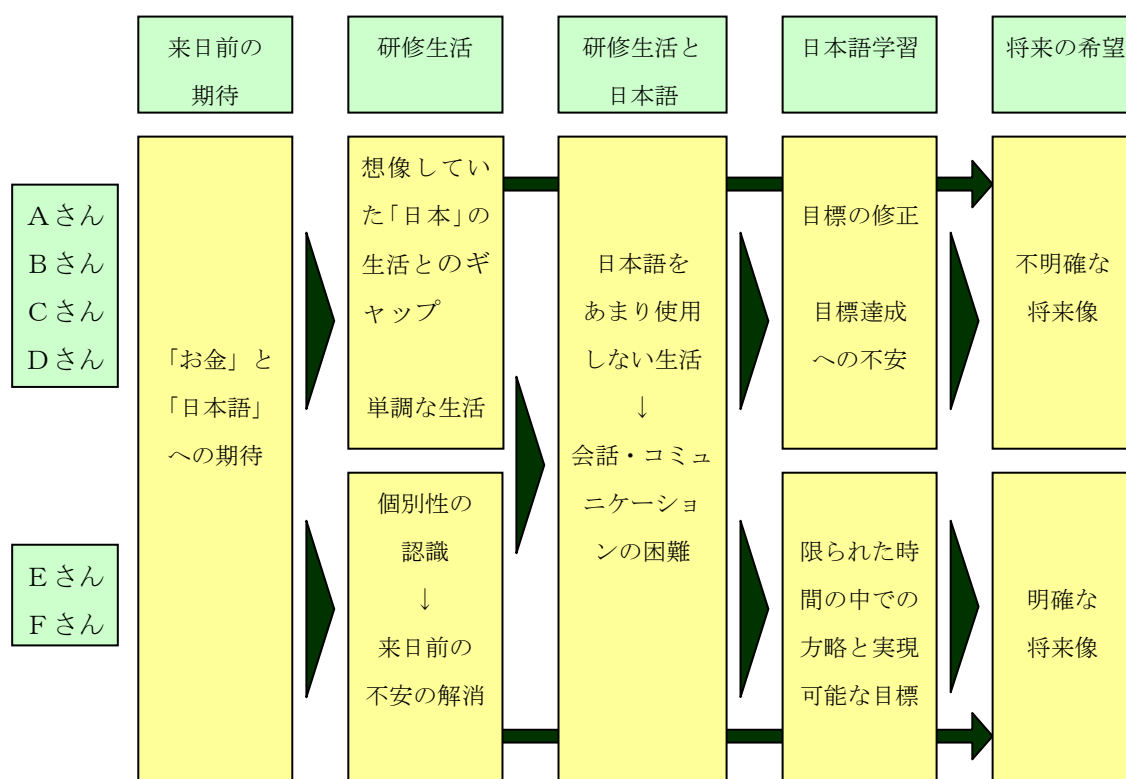 来日前の
期待
研修生活
研修生活と
日本語
日本語学習
将来の希望
Aさん
Bさん
Cさん
Dさん
Eさん
Fさん
「お金」と
「日本語」
への期待
想像してい
た「日本」の
生活とのギ
ャップ
単調な生活
個別性の
認識
↓
来日前の
不安の解消
日本語を
あまり使用
しない生活
↓
会話・コミュ
ニケーショ
ンの困難
目標の修正
目標達成
への不安
限られた時
間の中での
方略と実現
可能な目標
不明確な
将来像
明確な
将来像